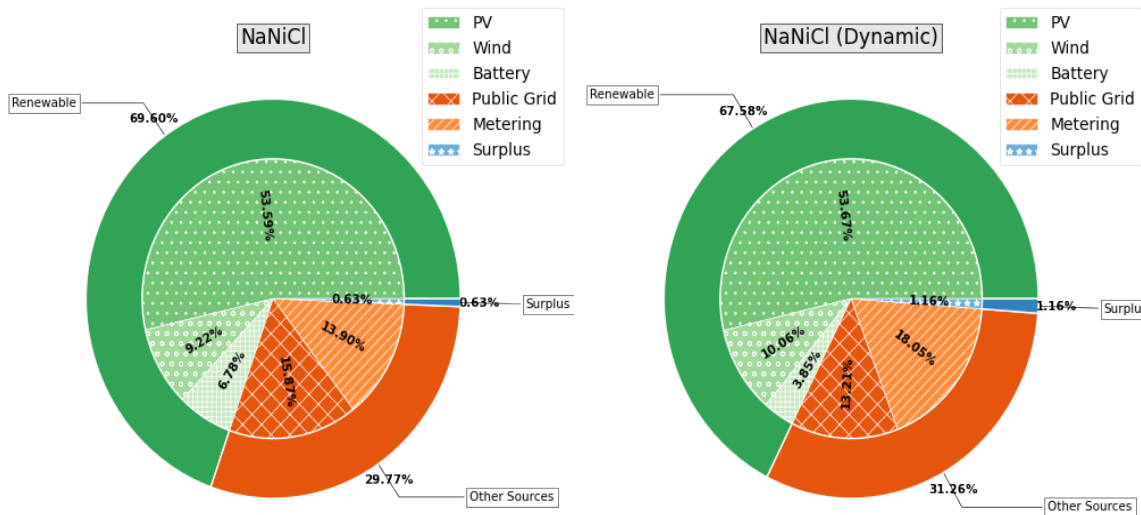 NaNiCl
PV
Wind
Battery
Public Grid
Metering
Surplus
Renewable
69.60%
53.59%
9.22%
6.78%
15.87%
13.90%
0.63%
0.63%
Surplus
29.77%
Other Sources
NaNiCl (Dynamic)
PV
Wind
Battery
Public Grid
Metering
Surplus
Renewable
67.58%
53.67%
10.06%
3.85%
13.21%
18.05%
1.16%
1.16%
Surplu
31.26%
Other Sources